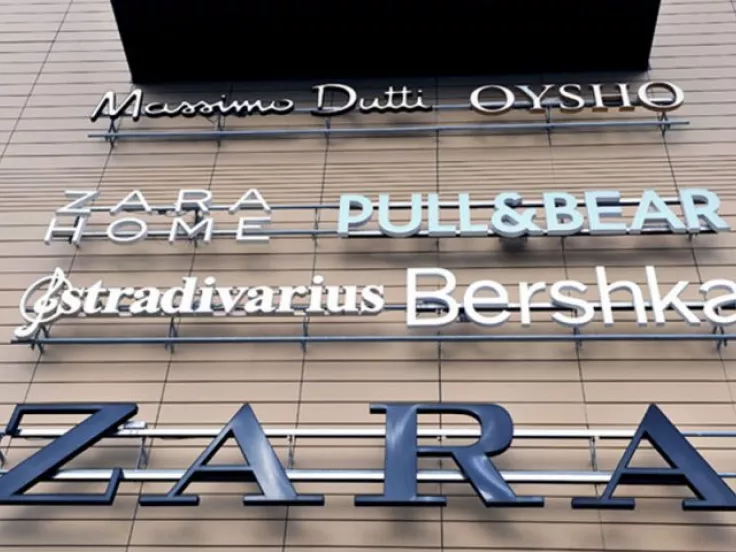 Massimo Dutti OYSHO
ZARA HOME PULL&BEAR
stradivarius Bershka
ZARA